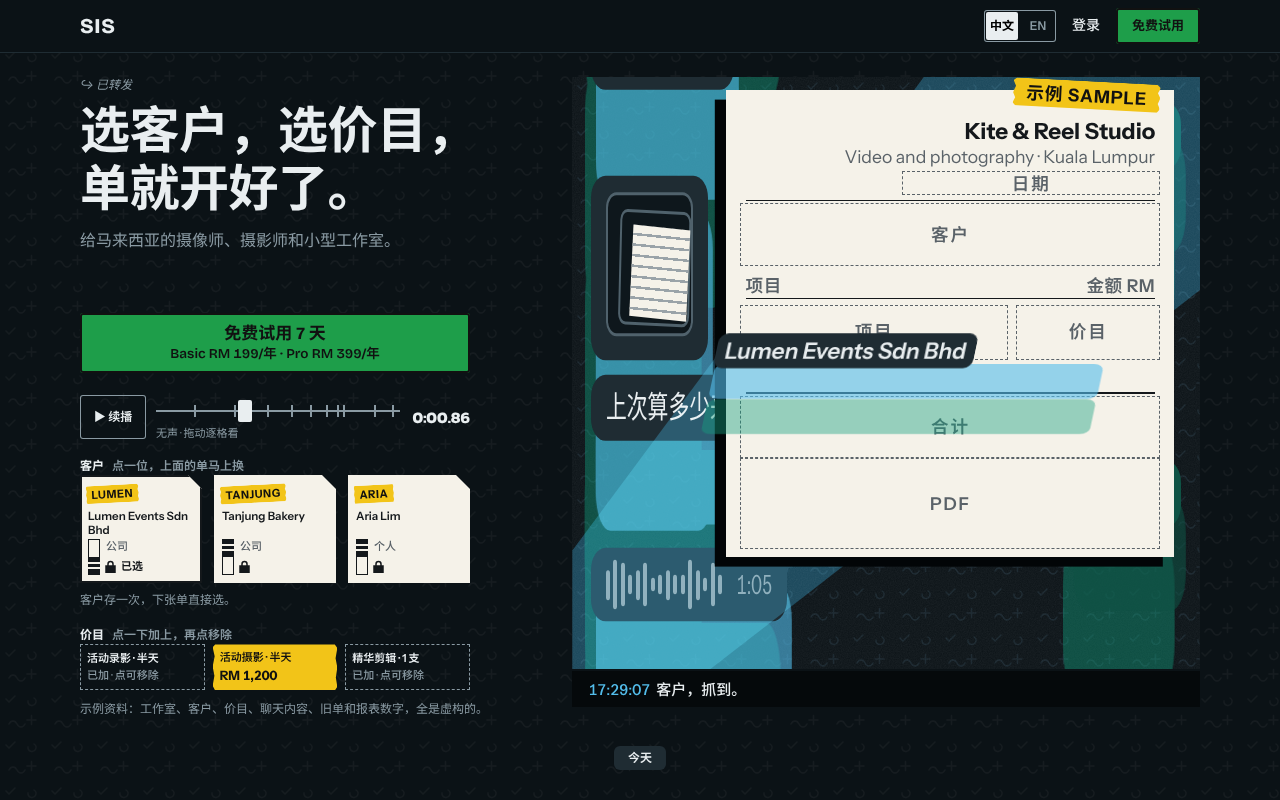 SIS
中文 EN 登录 免费试用
↪ 已转发
选客户，选价目，
单就开好了。
给马来西亚的摄像师、摄影师和小型工作室。
免费试用 7 天
Basic RM 199/年 · Pro RM 399/年
▶ 续播
0:00.86
无声 · 拖动逐格看
客户 点一位，上面的单马上换
LUMEN
Lumen Events Sdn
Bhd
公司
已选
TANJUNG
Tanjung Bakery
公司
ARIA
Aria Lim
个人
客户存一次，下张单直接选。
价目 点一下加上，再点移除
活动录影 · 半天
已加 · 点可移除
活动摄影 · 半天
RM 1,200
精华剪辑 · 1支
已加 · 点可移除
示例资料：工作室、客户、价目、聊天内容、旧单和报表数字，全是虚构的。
示例 SAMPLE
Kite & Reel Studio
Video and photography · Kuala Lumpur
日期
客户
项目 金额 RM
项目 价目
Lumen Events Sdn Bhd
上次算多少
合计
PDF
1:05
17:29:07 客户，抓到。
今天